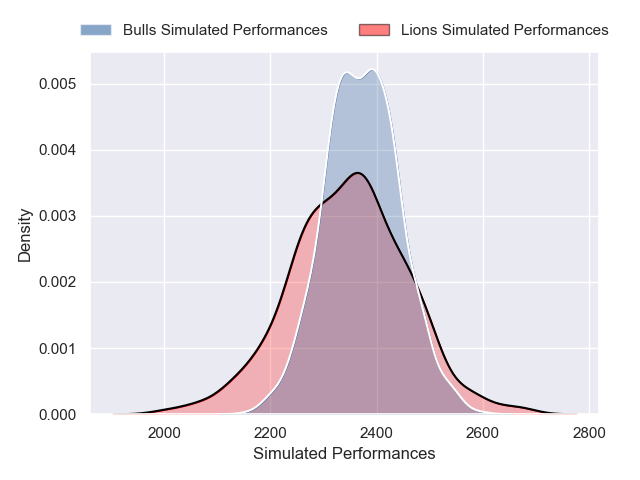 Bulls Simulated Performances
Lions Simulated Performances
0.005
0.004
0.003
0.002
0.001
0.000
Density
2000
2200
2400
2600
2800
Simulated Performances